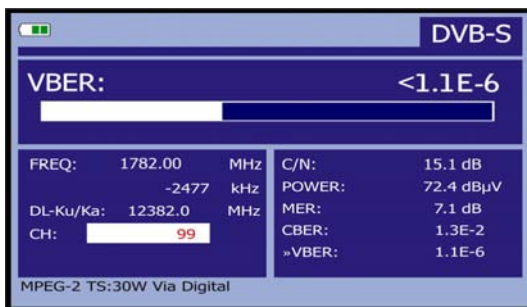 DVB-S
VBER: <1.1E-6
FREQ: 1782.00 MHz
-2477 kHz
DL-Ku/Ka: 12382.0 MHz
CH: 99
C/N: 15.1 dB
POWER: 72.4 dBµV
MER: 7.1 dB
CBER: 1.3E-2
»VBER: 1.1E-6
MPEG-2 TS:30W Via Digital